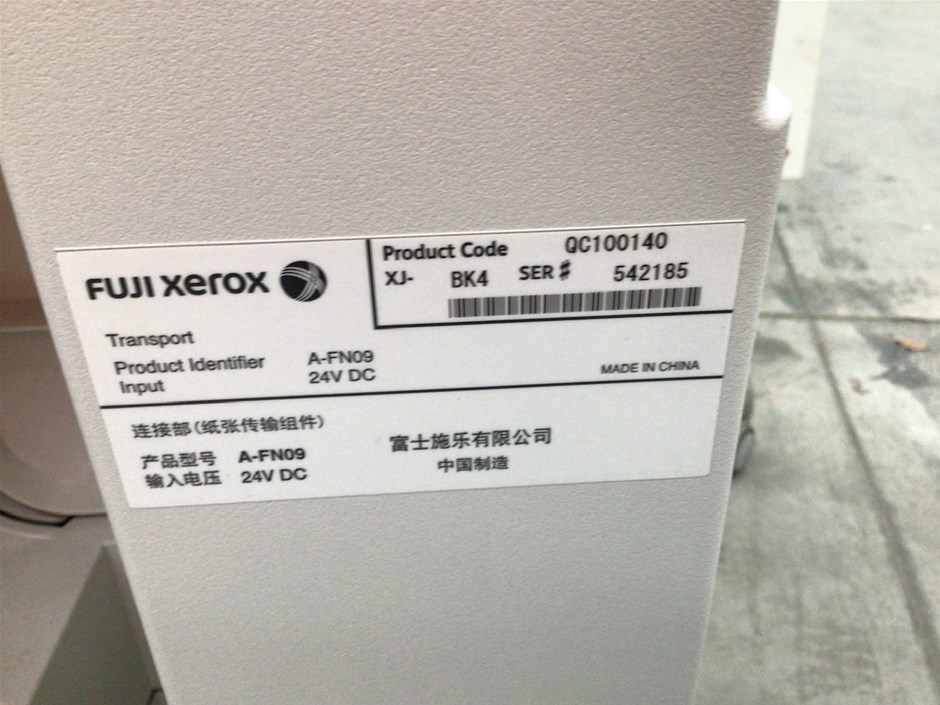 FUJI xerox
Product Code QC100140
XJ- BK4 SER# 542185
Transport
Product Identifier A-FN09
Input 24V DC
MADE IN CHINA
连接部(纸张传输组件)
产品型号 A-FN09
输入电压 24V DC
富士施乐有限公司
中国制造